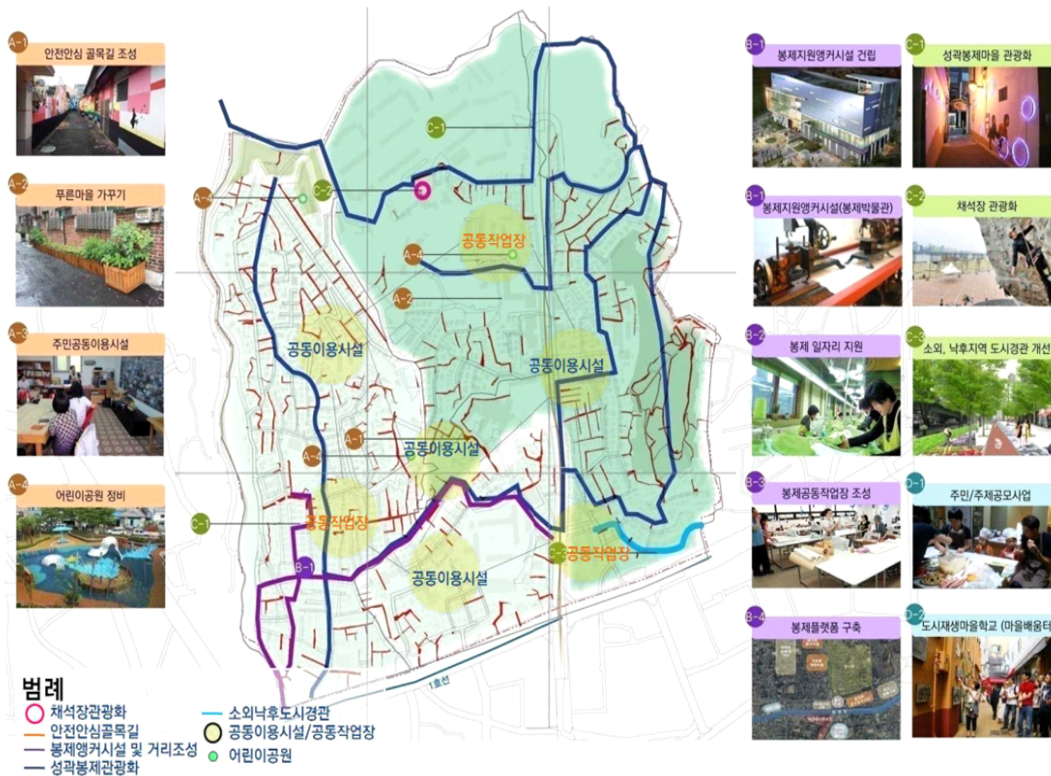 A-1
안전안심 골목길 조성
A-2
푸른마을 가꾸기
A-3
주민공동이용시설
A-4
어린이공원 정비
C-1
A-4
C-2
공동작업장
A-4
A-2
공동이용시설
공동이용시설
A-1
공동이용시설
A-4
C-1
공동작업장
B-1
공동이용시설
공동작업장
1호선
B-1
봉제지원앵커시설 건립
C-1
성곽봉제마을 관광화
B-1
봉제지원앵커시설(봉제박물관)
C-2
채석장 관광화
B-2
봉제 일자리 지원
C-3
소외, 낙후지역 도시경관 개선
B-3
봉제공동작업장 조성
D-1
주민/주제공모사업
B-4
봉제플랫폼 구축
D-2
도시재생마을학교 (마을배움터
범례
채석장관광화
안전안심골목길
봉제앵커시설 및 거리조성
성곽봉제관광화
소외낙후도시경관
공동이용시설/공동작업장
어린이공원